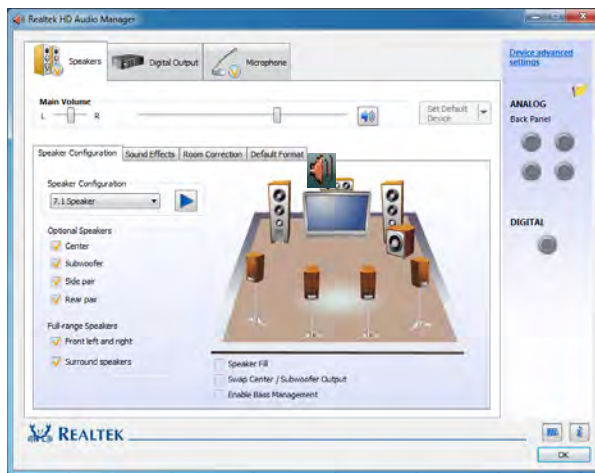 Realtek HD Audio Manager
Speakers
Digital Output
Microphone
Device advanced
settings
Main Volume
L
R
Set Default
Device
ANALOG
Back Panel
Speaker Configuration
Sound Effects
Room Correction
Default Format
Speaker Configuration
7.1 Speaker
Optional Speakers
Center
Subwoofer
Side pair
Rear pair
Full-range Speakers
Front left and right
Surround speakers
Speaker Fill
Swap Center / Subwoofer Output
Enable Bass Management
DIGITAL
REALTEK
i
OK